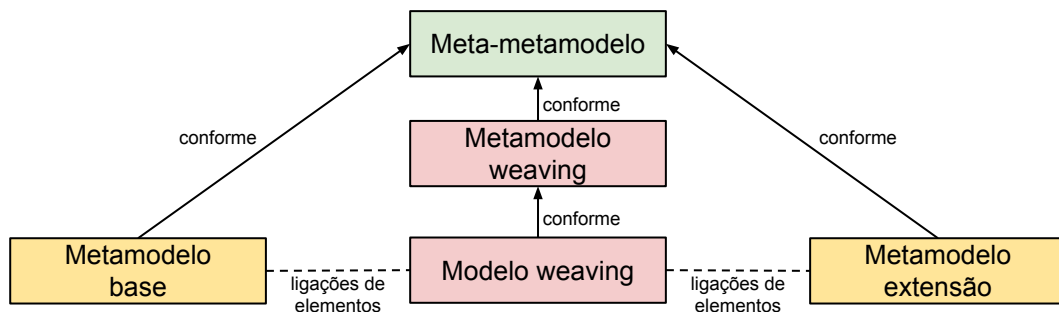 Meta-metamodelo
conforme
conforme
conforme
Metamodelo
weaving
conforme
Metamodelo
base
ligações de
elementos
Modelo weaving
ligações de
elementos
Metamodelo
extensão